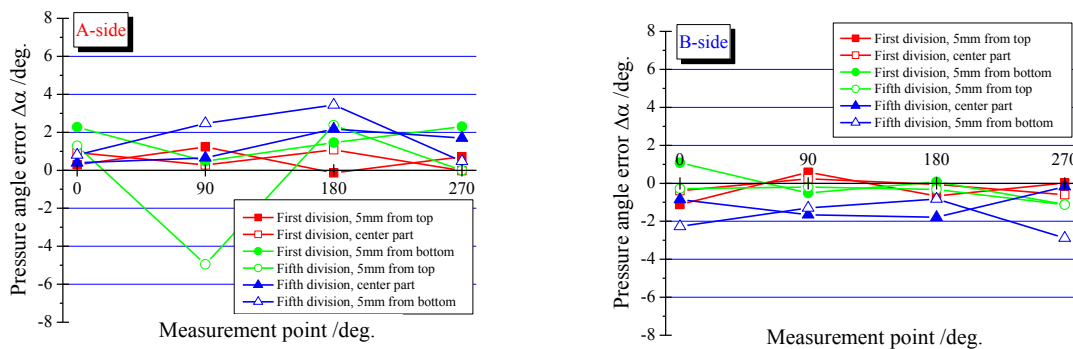 A-side
Pressure angle error Δα /deg.
8
6
4
2
0
-2
-4
-6
-8
0
90
180
270
First division, 5mm from top
First division, center part
First division, 5mm from bottom
Fifth division, 5mm from top
Fifth division, center part
Fifth division, 5mm from bottom
Measurement point /deg.
B-side
Pressure angle error Δα /deg.
8
6
4
2
0
-2
-4
-6
-8
0
90
180
270
First division, 5mm from top
First division, center part
First division, 5mm from bottom
Fifth division, 5mm from top
Fifth division, center part
Fifth division, 5mm from bottom
Measurement point /deg.